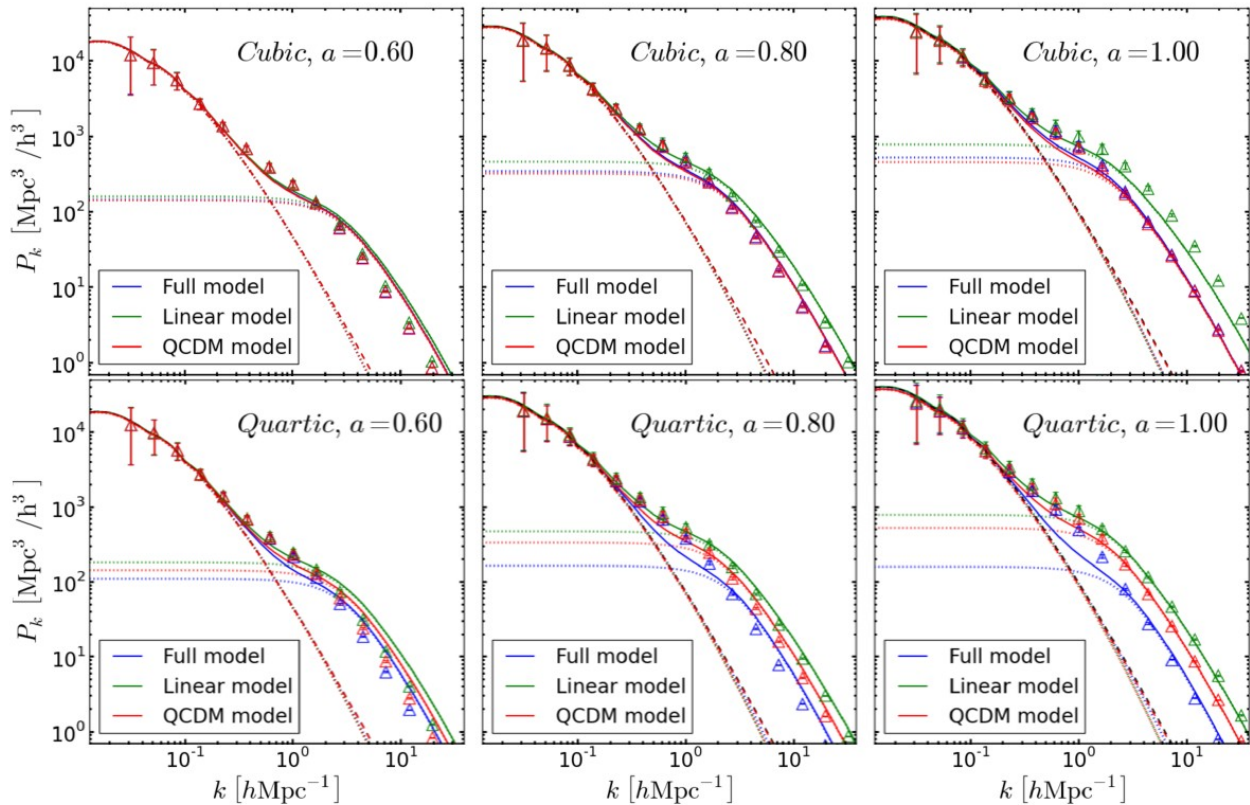 P_k [Mpc^3/h^3]
10^4
10^3
10^2
10^1
10^0
Cubic, a=0.60
Full model
Linear model
QCDM model
Cubic, a=0.80
Full model
Linear model
QCDM model
Cubic, a=1.00
Full model
Linear model
QCDM model
P_k [Mpc^3/h^3]
10^4
10^3
10^2
10^1
10^0
Quartic, a=0.60
Full model
Linear model
QCDM model
10^-1 10^0 10^1
k [hMpc^-1]
Quartic, a=0.80
Full model
Linear model
QCDM model
10^-1 10^0 10^1
k [hMpc^-1]
Quartic, a=1.00
Full model
Linear model
QCDM model
10^-1 10^0 10^1
k [hMpc^-1]